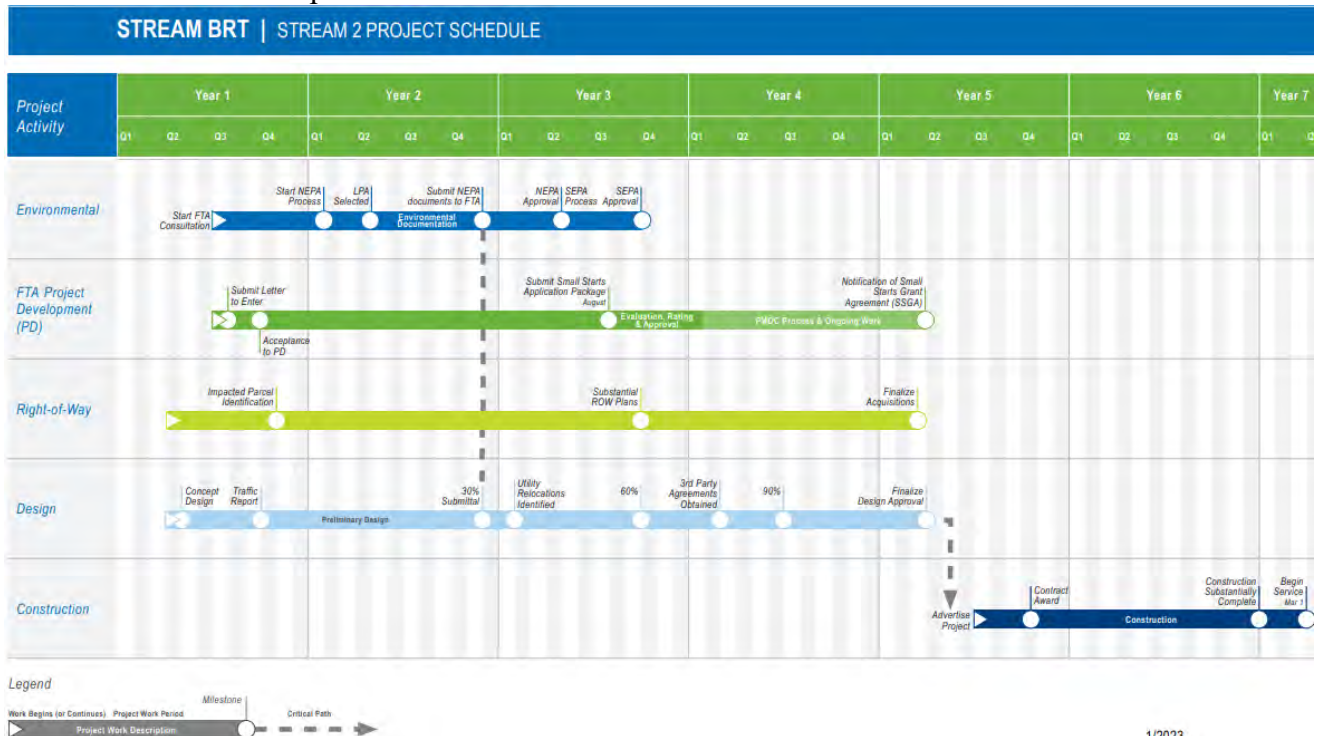 STREAM BRT | STREAM 2 PROJECT SCHEDULE
Project
Activity
Year 1 Year 2 Year 3 Year 4 Year 5 Year 6 Year 7
Q1 Q2 Q3 Q4 Q1 Q2 Q3 Q4 Q1 Q2 Q3 Q4 Q1 Q2 Q3 Q4 Q1 Q2 Q3 Q4 Q1 Q2 Q3 Q4 Q1
Environmental
Start FTA
Consultation
Start NEPA
Process
LPA
Selected
Submit NEPA
documents to FTA
Environmental
Documentation
NEPA
Approval
SEPA
Process
SEPA
Approval
FTA Project
Development
(PD)
Submit Letter
to Enter
Acceptance
to PD
Submit Small Starts
Application Package
August
Evaluation, Rating
& Approval
PMOC Process & Ongoing Work
Notification of Small
Starts Grant
Agreement (SSGA)
Right-of-Way
Impacted Parcel
Identification
Substantial
ROW Plans
Finalize
Acquisitions
Design
Concept
Design
Traffic
Report
Preliminary Design
30%
Submittal
Utility
Relocations
Identified
60%
3rd Party
Agreements
Obtained
90%
Finalize
Design Approval
Construction
Advertise
Project
Contract
Award
Construction
Construction
Substantially
Complete
Begin
Service
Mar 1
Legend
Milestone
Work Begins (or Continues) Project Work Period Critical Path
Project Work Description
1/2023